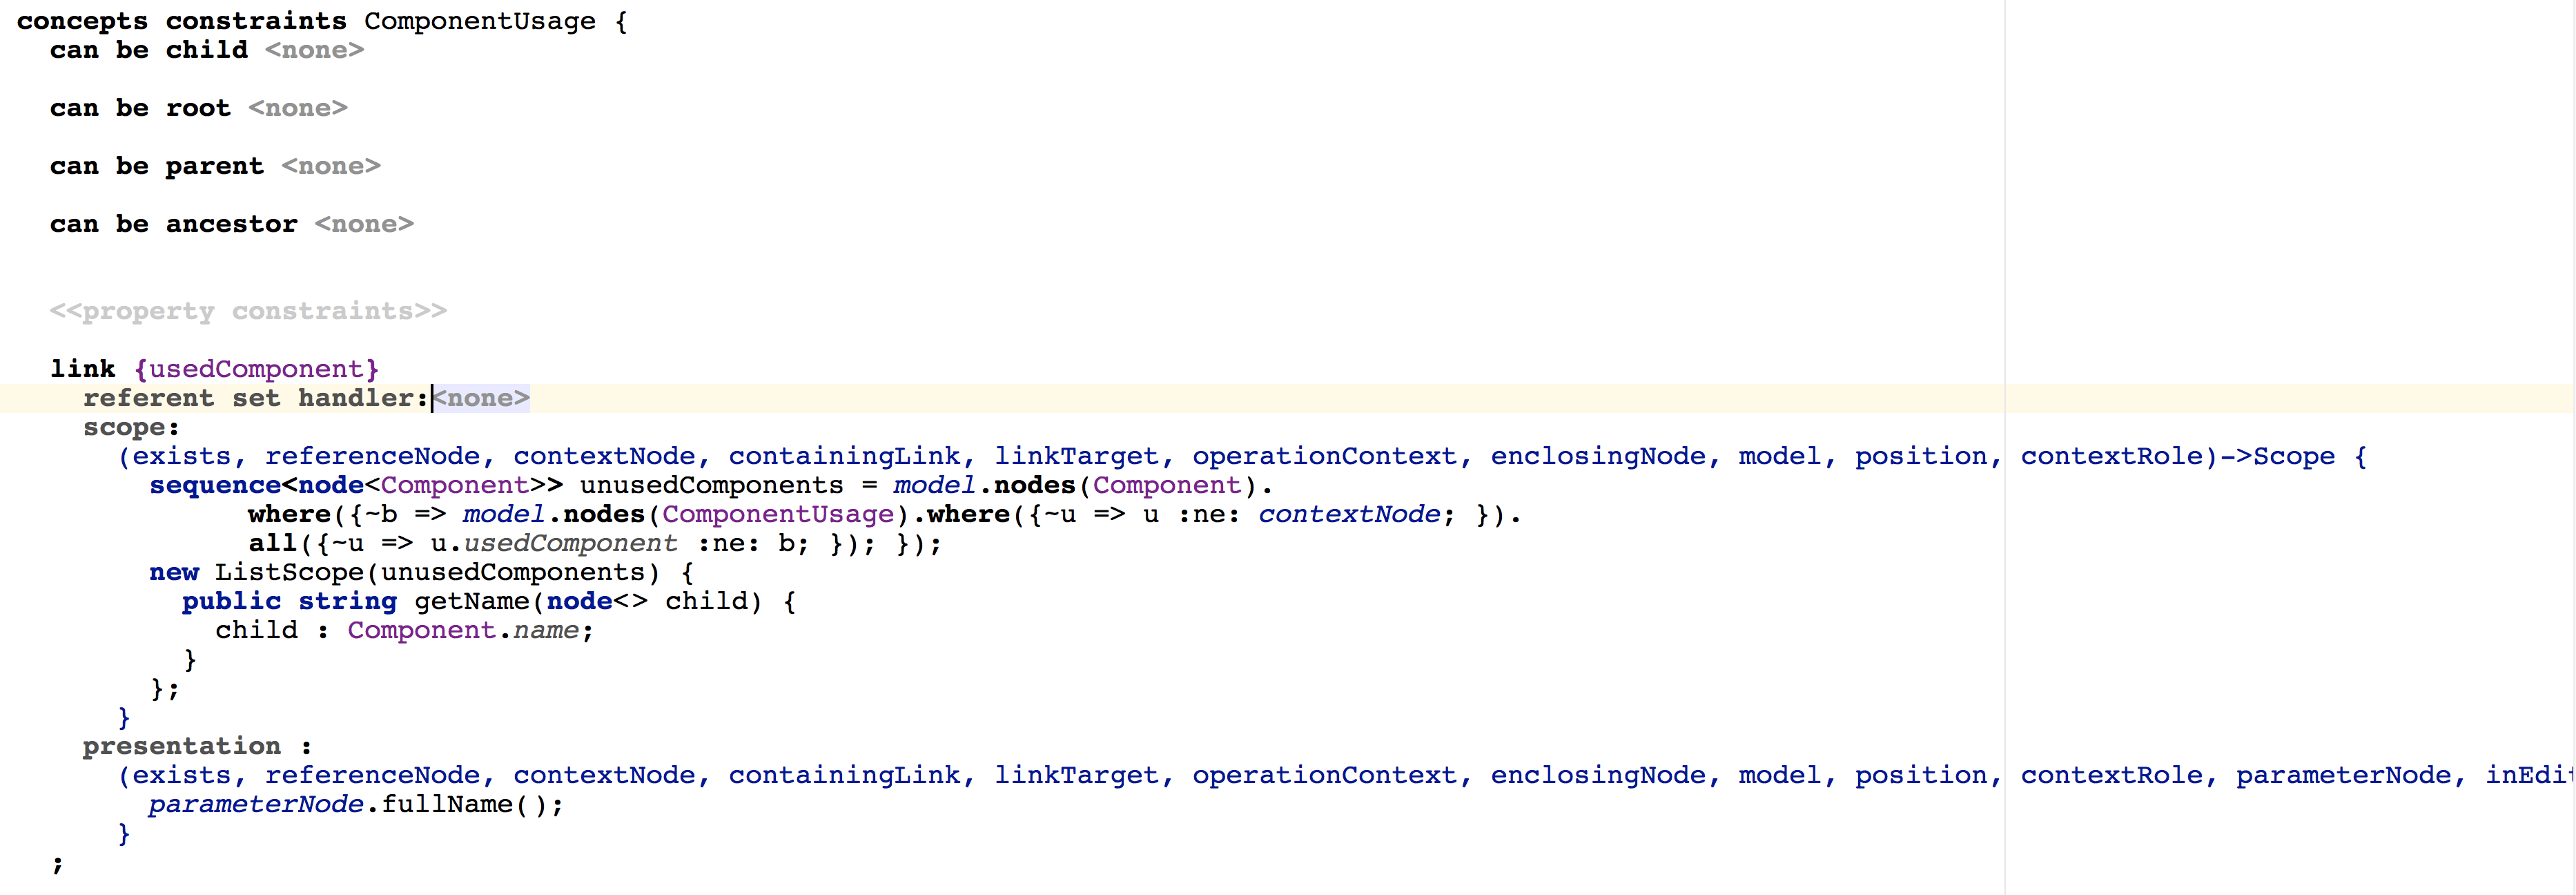 concepts constraints ComponentUsage {
can be child <none>
can be root <none>
can be parent <none>
can be ancestor <none>
<<property constraints>>
link {usedComponent}
referent set handler:<none>
scope:
(exists, referenceNode, contextNode, containingLink, linkTarget, operationContext, enclosingNode, model, position, contextRole)->Scope {
sequence<node<Component>> unusedComponents = model.nodes(Component).
where({~b => model.nodes(ComponentUsage).where({~u => u :ne: contextNode; }).
all({~u => u.usedComponent :ne: b; }); });
new ListScope(unusedComponents) {
public string getName(node<> child) {
child : Component.name;
}
};
}
presentation :
(exists, referenceNode, contextNode, containingLink, linkTarget, operationContext, enclosingNode, model, position, contextRole, parameterNode,
parameterNode.fullName();
}
;